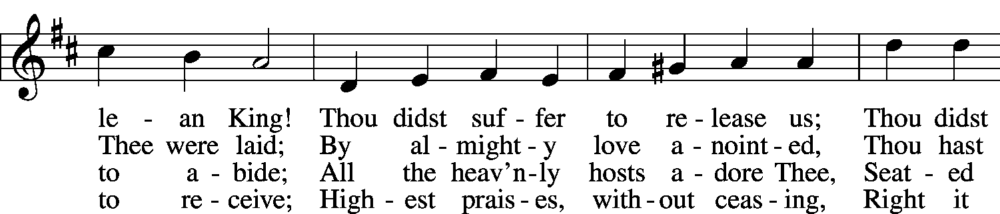 le - an King! Thou didst suf - fer to re - lease us; Thou didst
Thee were laid; By al - might - y love a - noint - ed, Thou hast
to a - bide; All the heav'n - ly hosts a - dore Thee, Seat - ed
to re - ceive; High - est prais - es, with - out ceas - ing, Right it